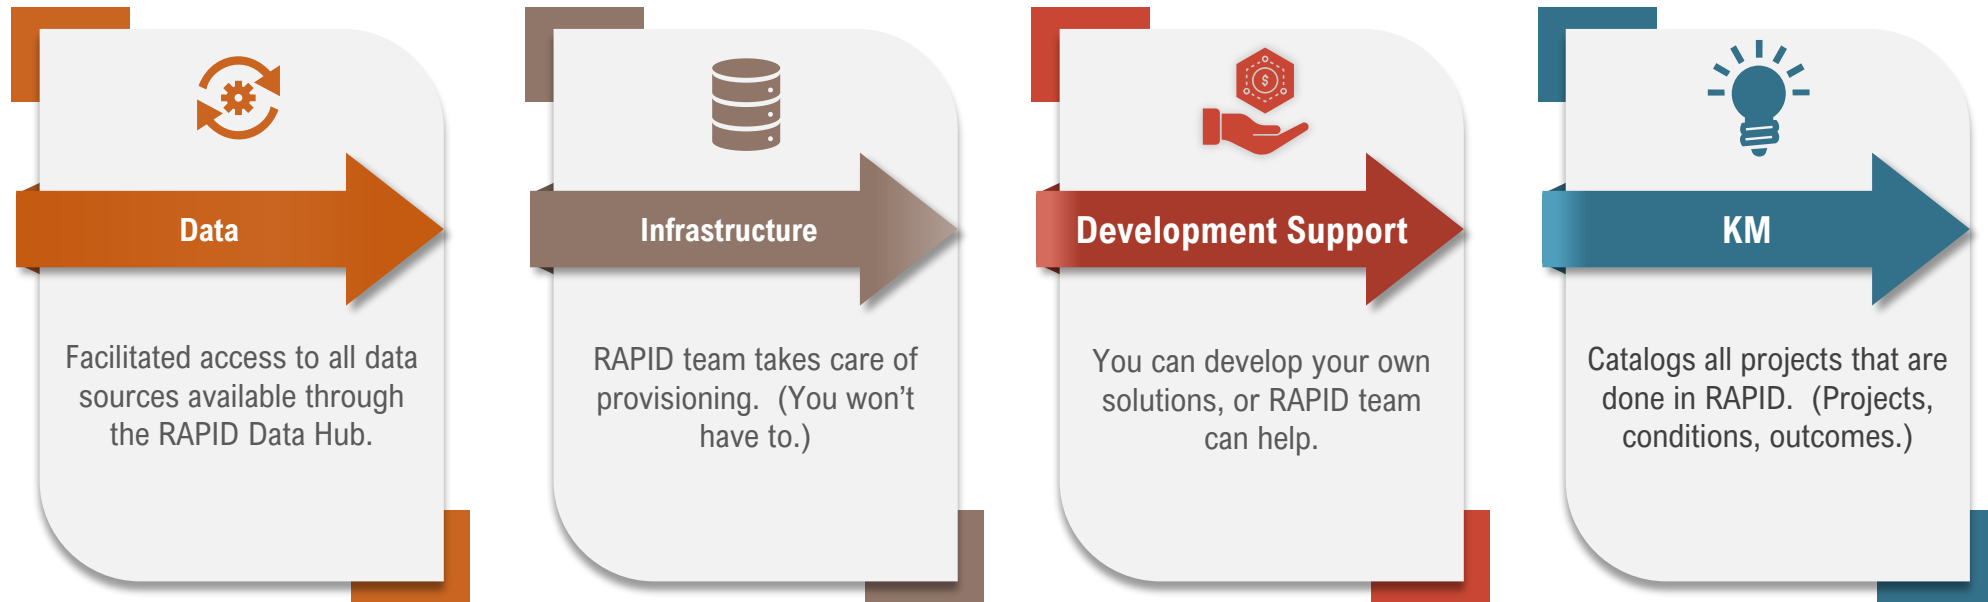 Data
Facilitated access to all data
sources available through
the RAPID Data Hub.
Infrastructure
RAPID team takes care of
provisioning.  (You won’t
have to.)
$
Development Support
You can develop your own
solutions, or RAPID team
can help.
KM
Catalogs all projects that are
done in RAPID.  (Projects,
conditions, outcomes.)